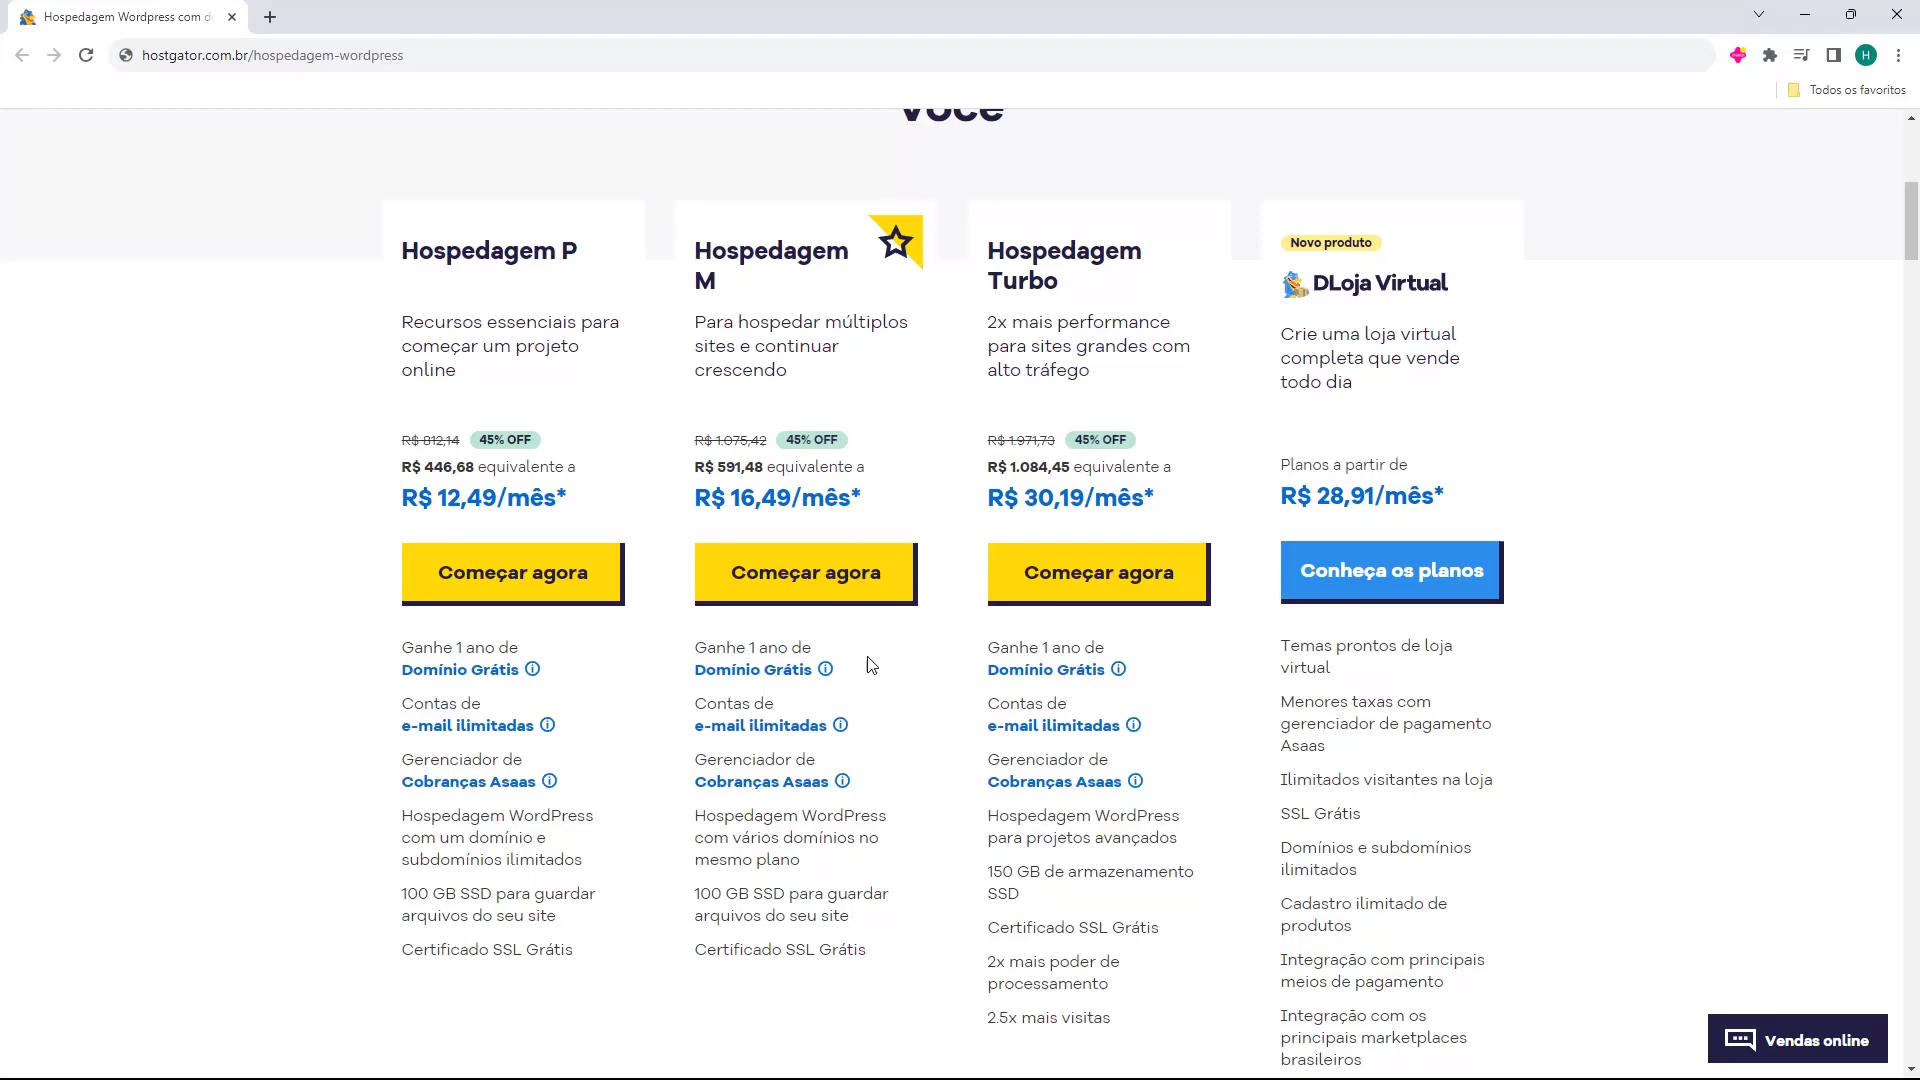 Hospedagem Wordpress com d
hostgator.com.br/hospedagem-wordpress
H
Todos os favoritos
você
Hospedagem P
Recursos essenciais para
começar um projeto
online
R$ 812,14 45% OFF
R$ 446,68 equivalente a
R$ 12,49/mês*
Começar agora
Ganhe 1 ano de
Domínio Grátis
Contas de
e-mail ilimitadas
Gerenciador de
Cobranças Asaas
Hospedagem WordPress
com um domínio e
subdomínios ilimitados
100 GB SSD para guardar
arquivos do seu site
Certificado SSL Grátis
Hospedagem
M
Para hospedar múltiplos
sites e continuar
crescendo
R$ 1.075,42 45% OFF
R$ 591,48 equivalente a
R$ 16,49/mês*
Começar agora
Ganhe 1 ano de
Domínio Grátis
Contas de
e-mail ilimitadas
Gerenciador de
Cobranças Asaas
Hospedagem WordPress
com vários domínios no
mesmo plano
100 GB SSD para guardar
arquivos do seu site
Certificado SSL Grátis
Hospedagem
Turbo
2x mais performance
para sites grandes com
alto tráfego
R$ 1.971,73 45% OFF
R$ 1.084,45 equivalente a
R$ 30,19/mês*
Começar agora
Ganhe 1 ano de
Domínio Grátis
Contas de
e-mail ilimitadas
Gerenciador de
Cobranças Asaas
Hospedagem WordPress
para projetos avançados
150 GB de armazenamento
SSD
Certificado SSL Grátis
2x mais poder de
processamento
2.5x mais visitas
Novo produto
DLoja Virtual
Crie uma loja virtual
completa que vende
todo dia
Planos a partir de
R$ 28,91/mês*
Conheça os planos
Temas prontos de loja
virtual
Menores taxas com
gerenciador de pagamento
Asaas
Ilimitados visitantes na loja
SSL Grátis
Domínios e subdomínios
ilimitados
Cadastro ilimitado de
produtos
Integração com principais
meios de pagamento
Integração com os
principais marketplaces
brasileiros
Vendas online